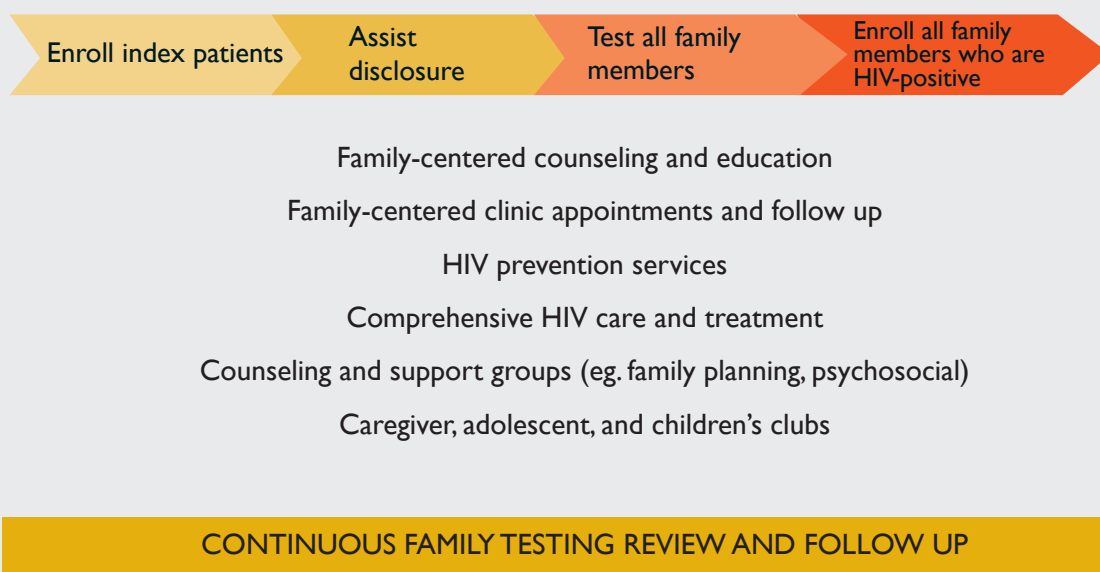 Enroll index patients
Assist
disclosure
Test all family
members
Enroll all family
members who are
HIV-positive
Family-centered counseling and education
Family-centered clinic appointments and follow up
HIV prevention services
Comprehensive HIV care and treatment
Counseling and support groups (eg. family planning, psychosocial)
Caregiver, adolescent, and children’s clubs
CONTINUOUS FAMILY TESTING REVIEW AND FOLLOW UP